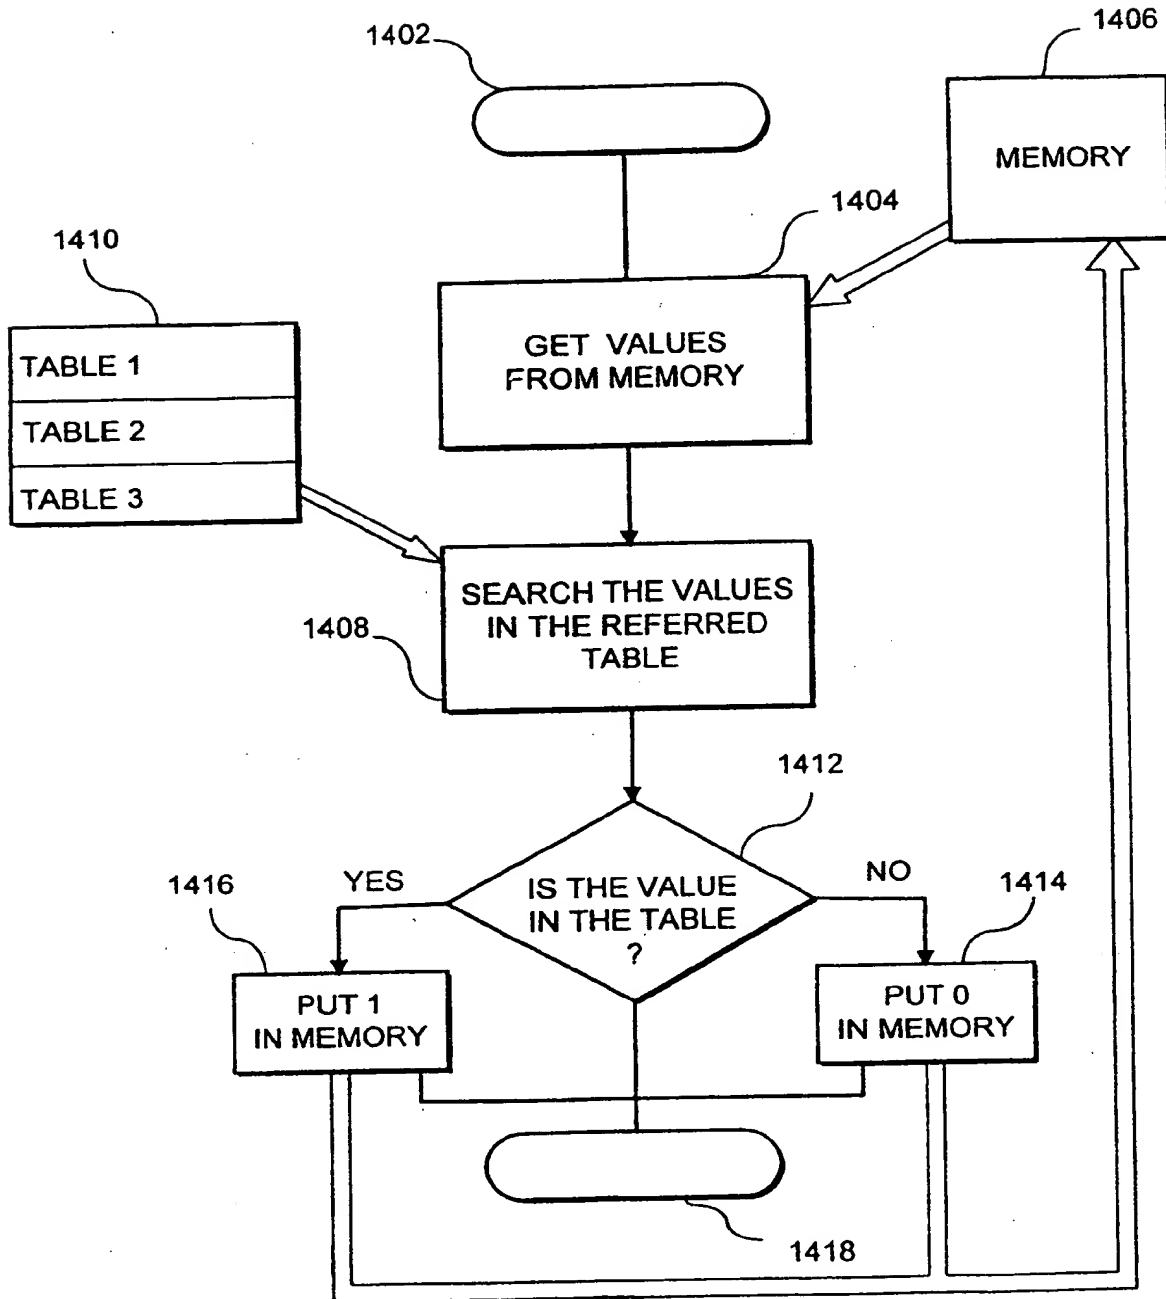 1402
1406
MEMORY
1404
1410
GET VALUES
FROM MEMORY
TABLE 1
TABLE 2
TABLE 3
SEARCH THE VALUES
IN THE REFERRED
TABLE
1408
1412
YES
NO
1416
1414
IS THE VALUE
IN THE TABLE
?
PUT 1
IN MEMORY
PUT 0
IN MEMORY
1418